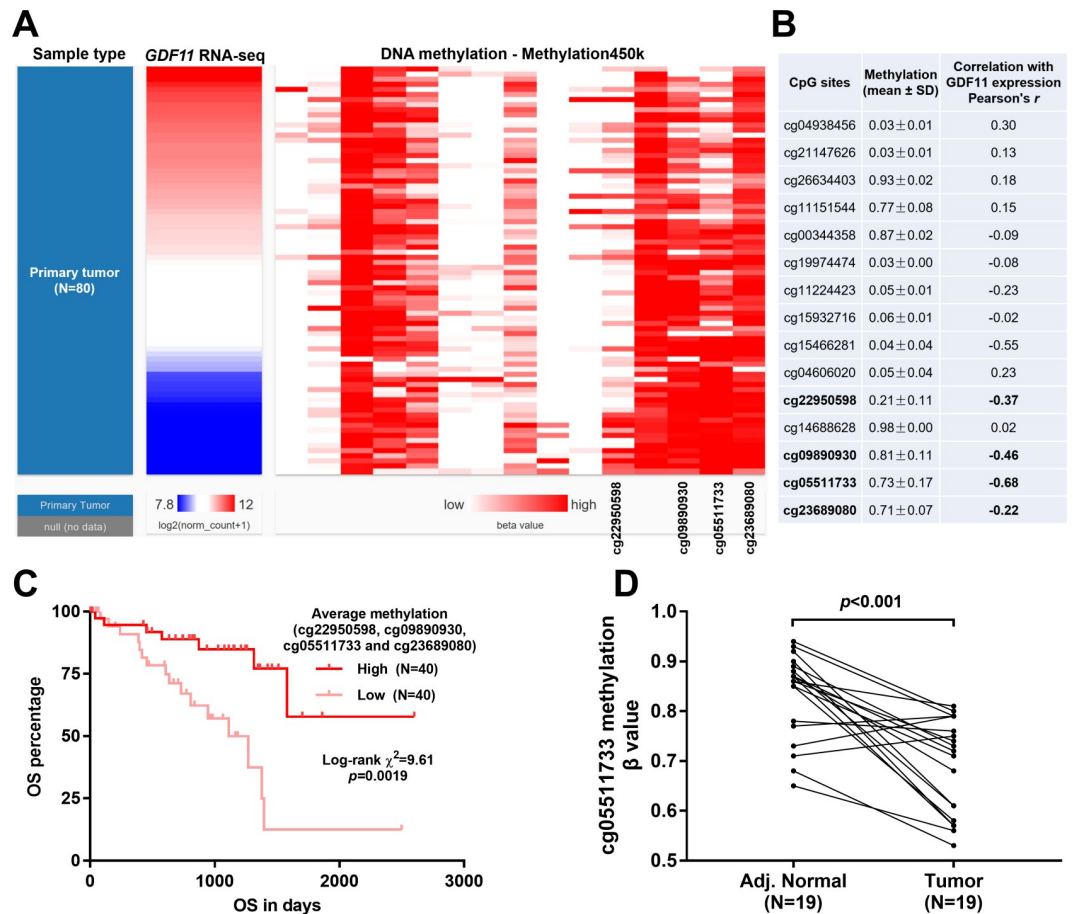 A
Sample type
GDF11 RNA-seq
DNA methylation - Methylation450k
Primary tumor
(N=80)
Primary Tumor
null (no data)
7.8 12
log2(norm_count+1)
low high
beta value
cg22950598
cg09890930
cg05511733
cg23689080
B
CpG sites
Methylation
(mean ± SD)
Correlation with
GDF11 expression
Pearson's r
cg04938456 0.03±0.01 0.30
cg21147626 0.03±0.01 0.13
cg26634403 0.93±0.02 0.18
cg11151544 0.77±0.08 0.15
cg00344358 0.87±0.02 -0.09
cg19974474 0.03±0.00 -0.08
cg11224423 0.05±0.01 -0.23
cg15932716 0.06±0.01 -0.02
cg15466281 0.04±0.04 -0.55
cg04606020 0.05±0.04 0.23
cg22950598 0.21±0.11 -0.37
cg14688628 0.98±0.00 0.02
cg09890930 0.81±0.11 -0.46
cg05511733 0.73±0.17 -0.68
cg23689080 0.71±0.07 -0.22
C
OS percentage
100
75
50
25
0
0 1000 2000 3000
OS in days
Average methylation
(cg22950598, cg09890930,
cg05511733 and cg23689080)
High (N=40)
Low (N=40)
Log-rank χ²=9.61
p=0.0019
D
p<0.001
cg05511733 methylation
β value
1.0
0.9
0.8
0.7
0.6
0.5
Adj. Normal
(N=19)
Tumor
(N=19)